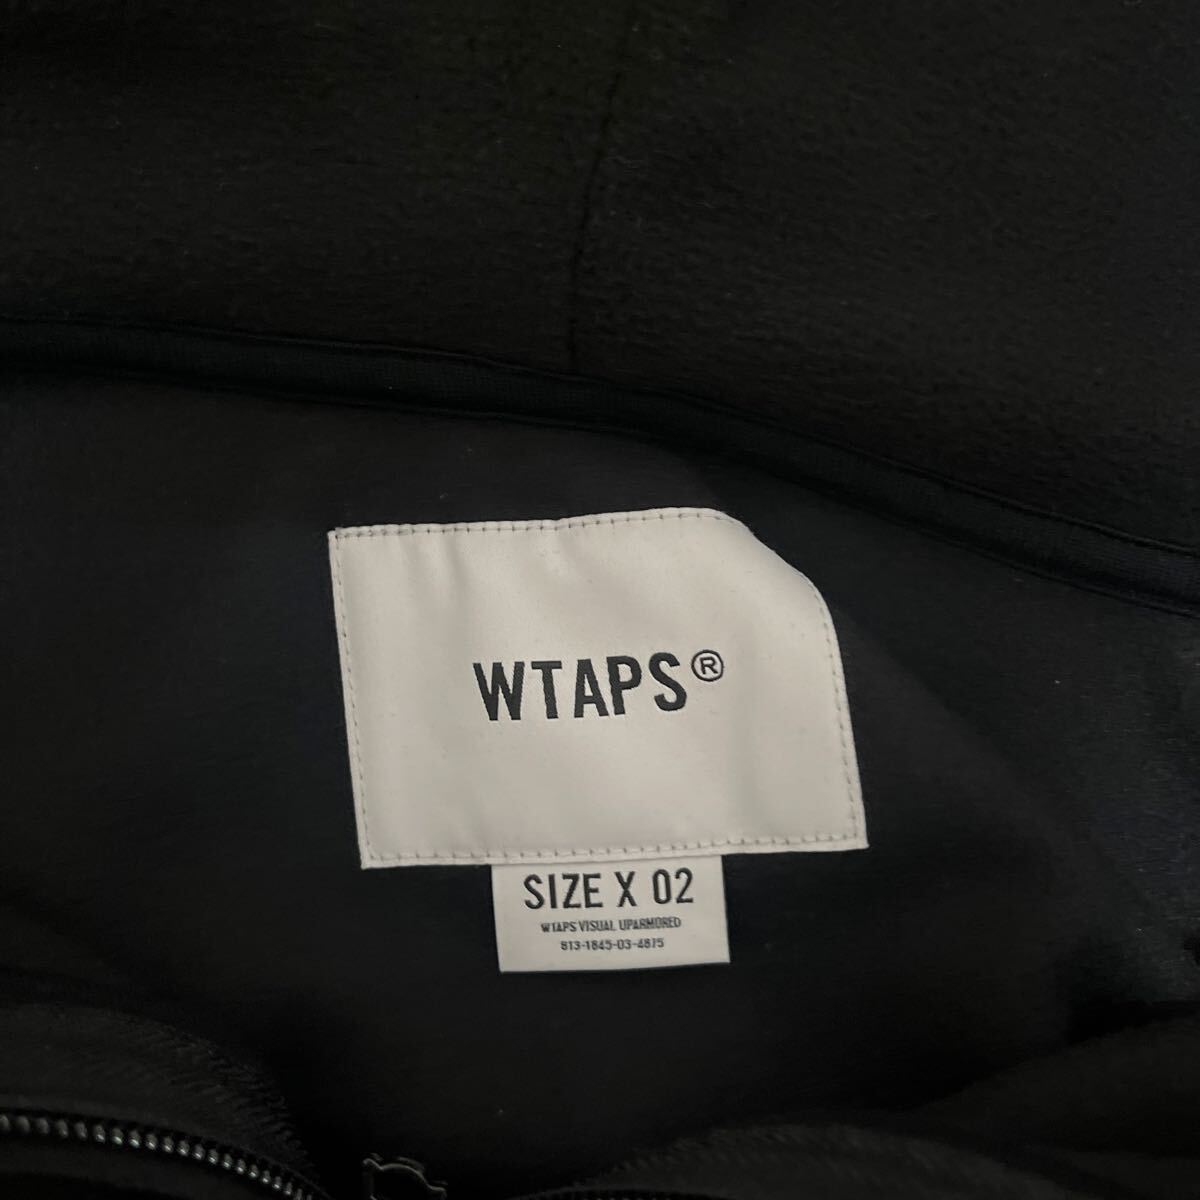 WTAPS®
SIZE X 02
WTAPS VISUAL UPARMORED
813-1845-03-4875